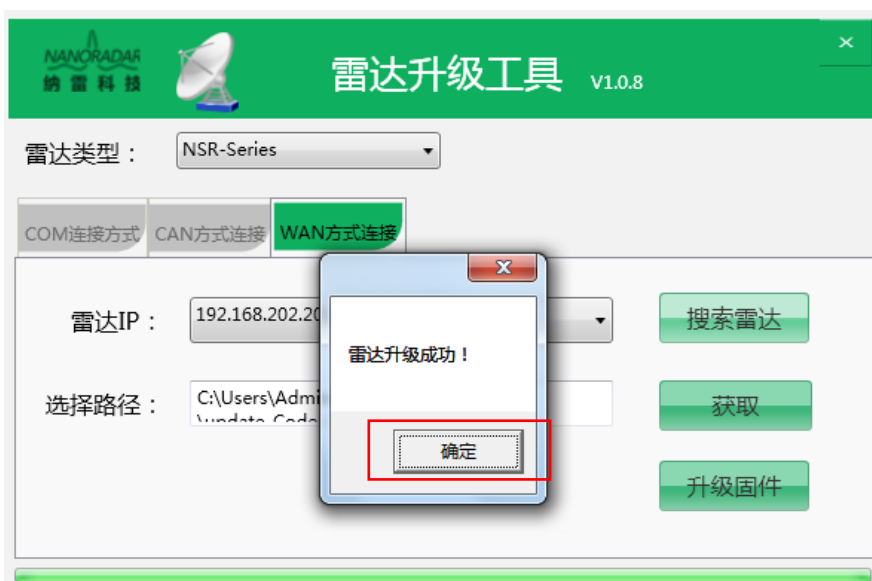 NANORADAR
纳雷科技
雷达升级工具 V1.0.8
雷达类型： NSR-Series
COM连接方式 CAN方式连接 WAN方式连接
雷达IP： 192.168.202.20 搜索雷达
雷达升级成功！
选择路径： C:\Users\Admi 获取
确定
升级固件